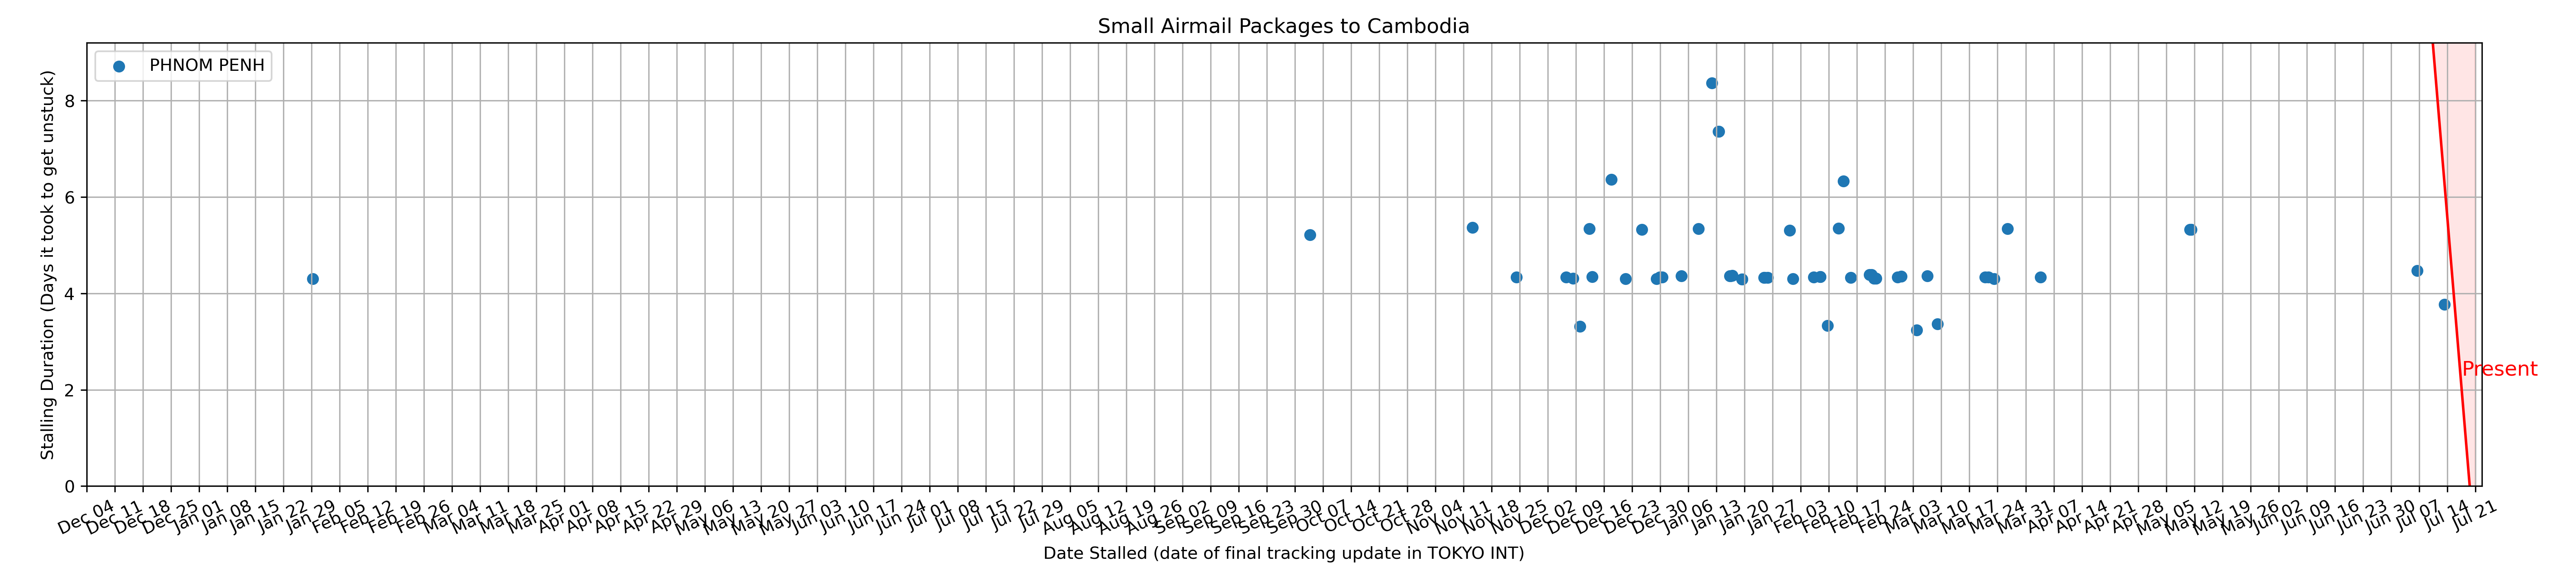 Small Airmail Packages to Cambodia
PHNOM PENH
Stalling Duration (Days it took to get unstuck)
8
6
4
2
0
Present
Dec 04
Dec 11
Dec 18
Dec 25
Jan 01
Jan 08
Jan 15
Jan 22
Jan 29
Feb 05
Feb 12
Feb 19
Feb 26
Mar 04
Mar 11
Mar 18
Mar 25
Apr 01
Apr 08
Apr 15
Apr 22
Apr 29
May 06
May 13
May 20
May 27
Jun 03
Jun 10
Jun 17
Jun 24
Jul 01
Jul 08
Jul 15
Jul 22
Jul 29
Aug 05
Aug 12
Aug 19
Aug 26
Sep 02
Sep 09
Sep 16
Sep 23
Sep 30
Oct 07
Oct 14
Oct 21
Oct 28
Nov 04
Nov 11
Nov 18
Nov 25
Dec 02
Dec 09
Dec 16
Dec 23
Dec 30
Jan 06
Jan 13
Jan 20
Jan 27
Feb 03
Feb 10
Feb 17
Feb 24
Mar 03
Mar 10
Mar 17
Mar 24
Mar 31
Apr 07
Apr 14
Apr 21
Apr 28
May 05
May 12
May 19
May 26
Jun 02
Jun 09
Jun 16
Jun 23
Jun 30
Jul 07
Jul 14
Jul 21
Date Stalled (date of final tracking update in TOKYO INT)